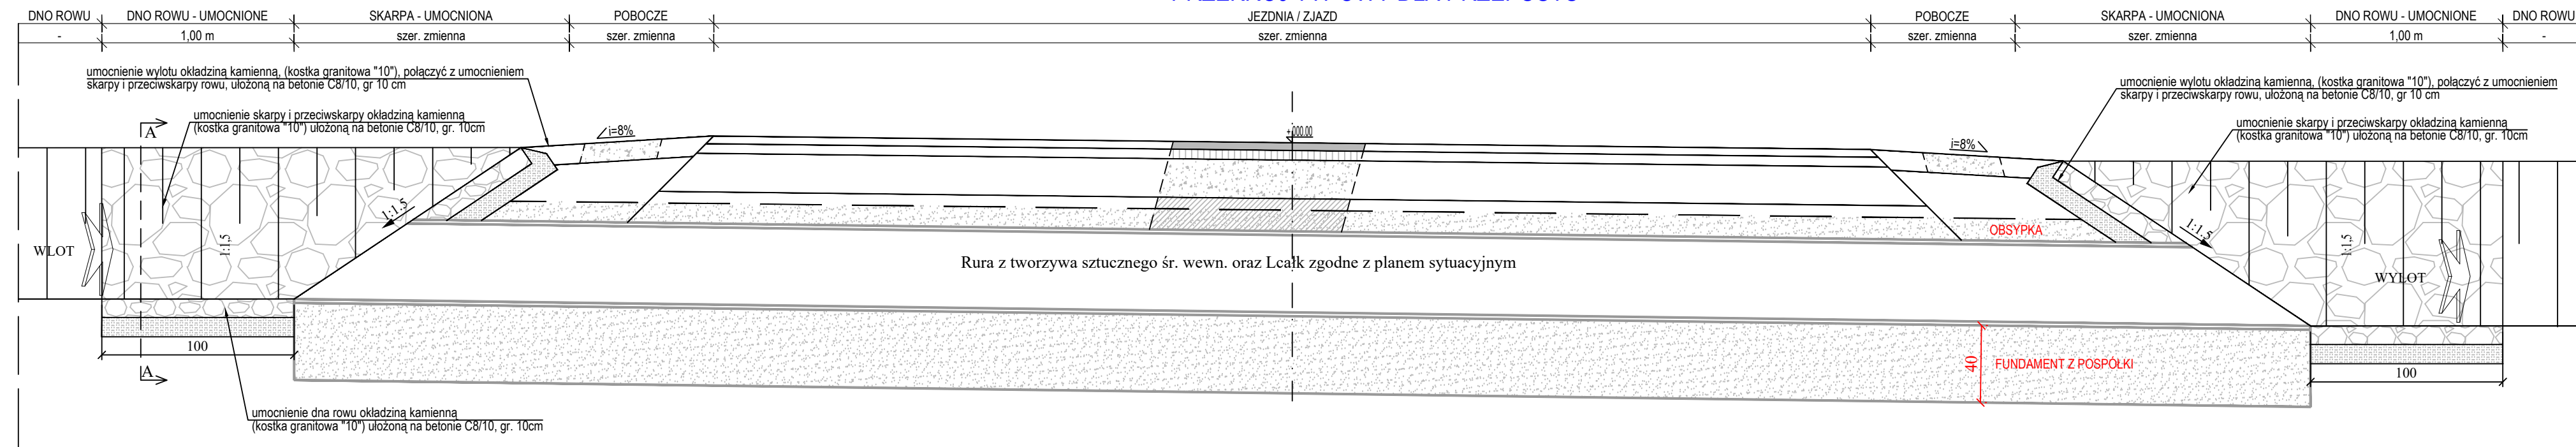 DNO ROWU
DNO ROWU - UMOCNIONE
SKARPA - UMOCNIONA
POBOCZE
JEZDNIA / ZJAZD
POBOCZE
SKARPA - UMOCNIONA
DNO ROWU - UMOCNIONE
DNO ROWU
-
1,00 m
szer. zmienna
szer. zmienna
szer. zmienna
szer. zmienna
szer. zmienna
1,00 m
-
umocnienie wylotu okładziną kamienną, (kostka granitowa "10"), połączyć z umocnieniem
skarpy i przeciwskarpy rowu, ułożoną na betonie C8/10, gr 10 cm
umocnienie skarpy i przeciwskarpy okładziną kamienną
(kostka granitowa "10") ułożoną na betonie C8/10, gr. 10cm
A
i=8%
±000.00
i=8%
umocnienie wylotu okładziną kamienną, (kostka granitowa "10"), połączyć z umocnieniem
skarpy i przeciwskarpy rowu, ułożoną na betonie C8/10, gr 10 cm
umocnienie skarpy i przeciwskarpy okładziną kamienną
(kostka granitowa "10") ułożoną na betonie C8/10, gr. 10cm
1:1,5
1:1,5
WLOT
OBSYPKA
1:1,5
1:1,5
Rura z tworzywa sztucznego śr. wewn. oraz Lcałk zgodne z planem sytuacyjnym
WYLOT
100
A
40
FUNDAMENT Z POSPÓŁKI
100
umocnienie dna rowu okładziną kamienną
(kostka granitowa "10") ułożoną na betonie C8/10, gr. 10cm